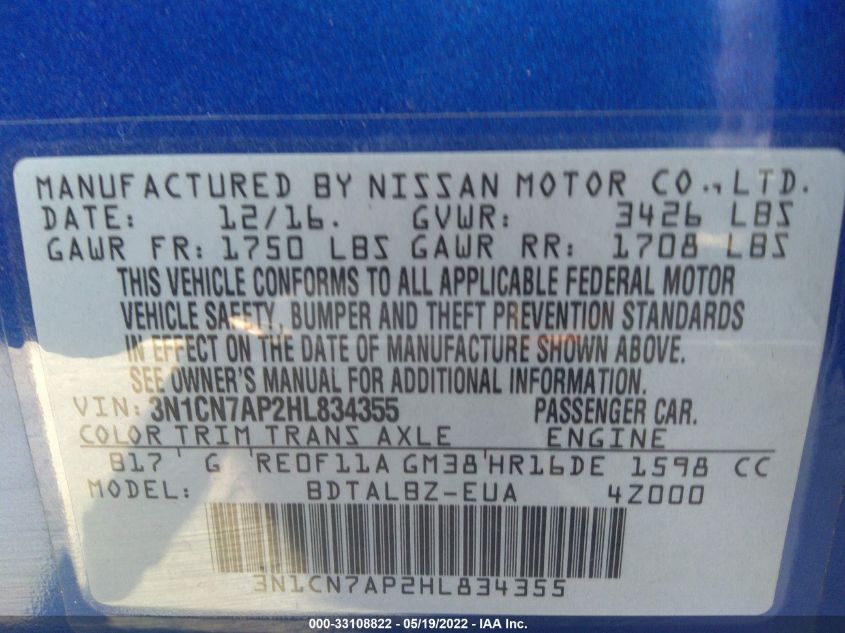 MANUFACTURED BY NISSAN MOTOR CO., LTD.
DATE: 12/16. GVWR: 3426 LBS
GAWR FR: 1750 LBS GAWR RR: 1708 LBS
THIS VEHICLE CONFORMS TO ALL APPLICABLE FEDERAL MOTOR
VEHICLE SAFETY, BUMPER AND THEFT PREVENTION STANDARDS
IN EFFECT ON THE DATE OF MANUFACTURE SHOWN ABOVE.
SEE OWNER'S MANUAL FOR ADDITIONAL INFORMATION
VIN: 3N1CN7AP2HL834355 PASSENGER CAR.
COLOR TRIM TRANS AXLE ENGINE
B17 G RE0F11A GM38 HR16DE 1598 CC
MODEL: BDTALBZ-EUA 4Z000
3N1CN7AP2HL834355
000-33108822 - 05/19/2022 - IAA Inc.